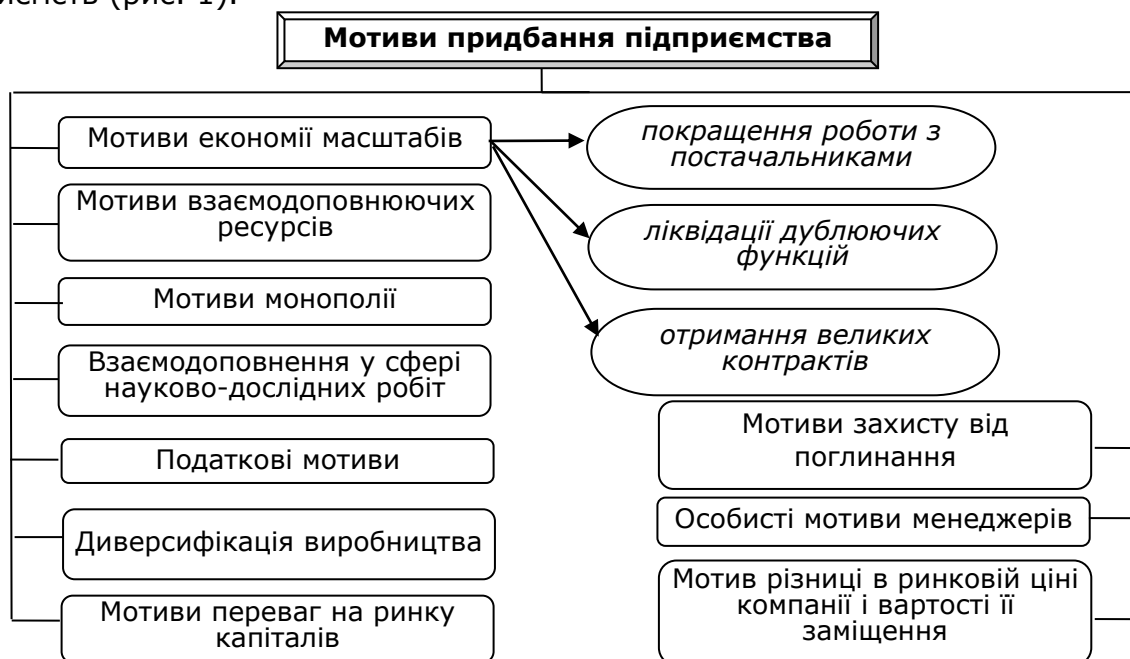 (рис. 1).
Мотиви придбання підприємства
Мотиви економії масштабів
покращення роботи з
постачальниками
Мотиви взаємодоповнюючих
ресурсів
ліквідації дублюючих
функцій
Мотиви монополії
отримання великих
контрактів
Взаємодоповнення у сфері
науково-дослідних робіт
Мотиви захисту від
поглинання
Податкові мотиви
Особисті мотиви менеджерів
Диверсифікація виробництва
Мотив різниці в ринковій ціні
компанії і вартості її
заміщення
Мотиви переваг на ринку
капіталів